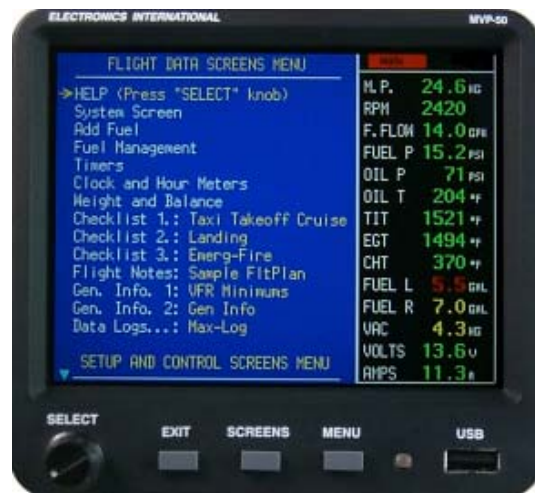 ELECTRONICS INTERNATIONAL
MVP-50
FLIGHT DATA SCREENS MENU
HELP (Press "SELECT" knob)
System Screen
Add Fuel
Fuel Management
Timers
Clock and Hour Meters
Weight and Balance
Checklist 1.: Taxi Takeoff Cruise
Checklist 2.: Landing
Checklist 3.: Emerg-Fire
Flight Notes: Sample FltPlan
Gen. Info. 1: VFR Minimums
Gen. Info. 2: Gen Info
Data Logs...: Max-Log
SETUP AND CONTROL SCREENS MENU
M.P. 24.6 HG
RPM 2420
F.FLOW 14.0 GPH
FUEL P 15.2 PSI
OIL P 71 PSI
OIL T 204 °F
TIT 1521 °F
EGT 1494 °F
CHT 370 °F
FUEL L 5.5 GAL
FUEL R 7.0 GAL
VAC 4.3 HG
VOLTS 13.6 V
AMPS 11.3 A
SELECT
EXIT
SCREENS
MENU
USB